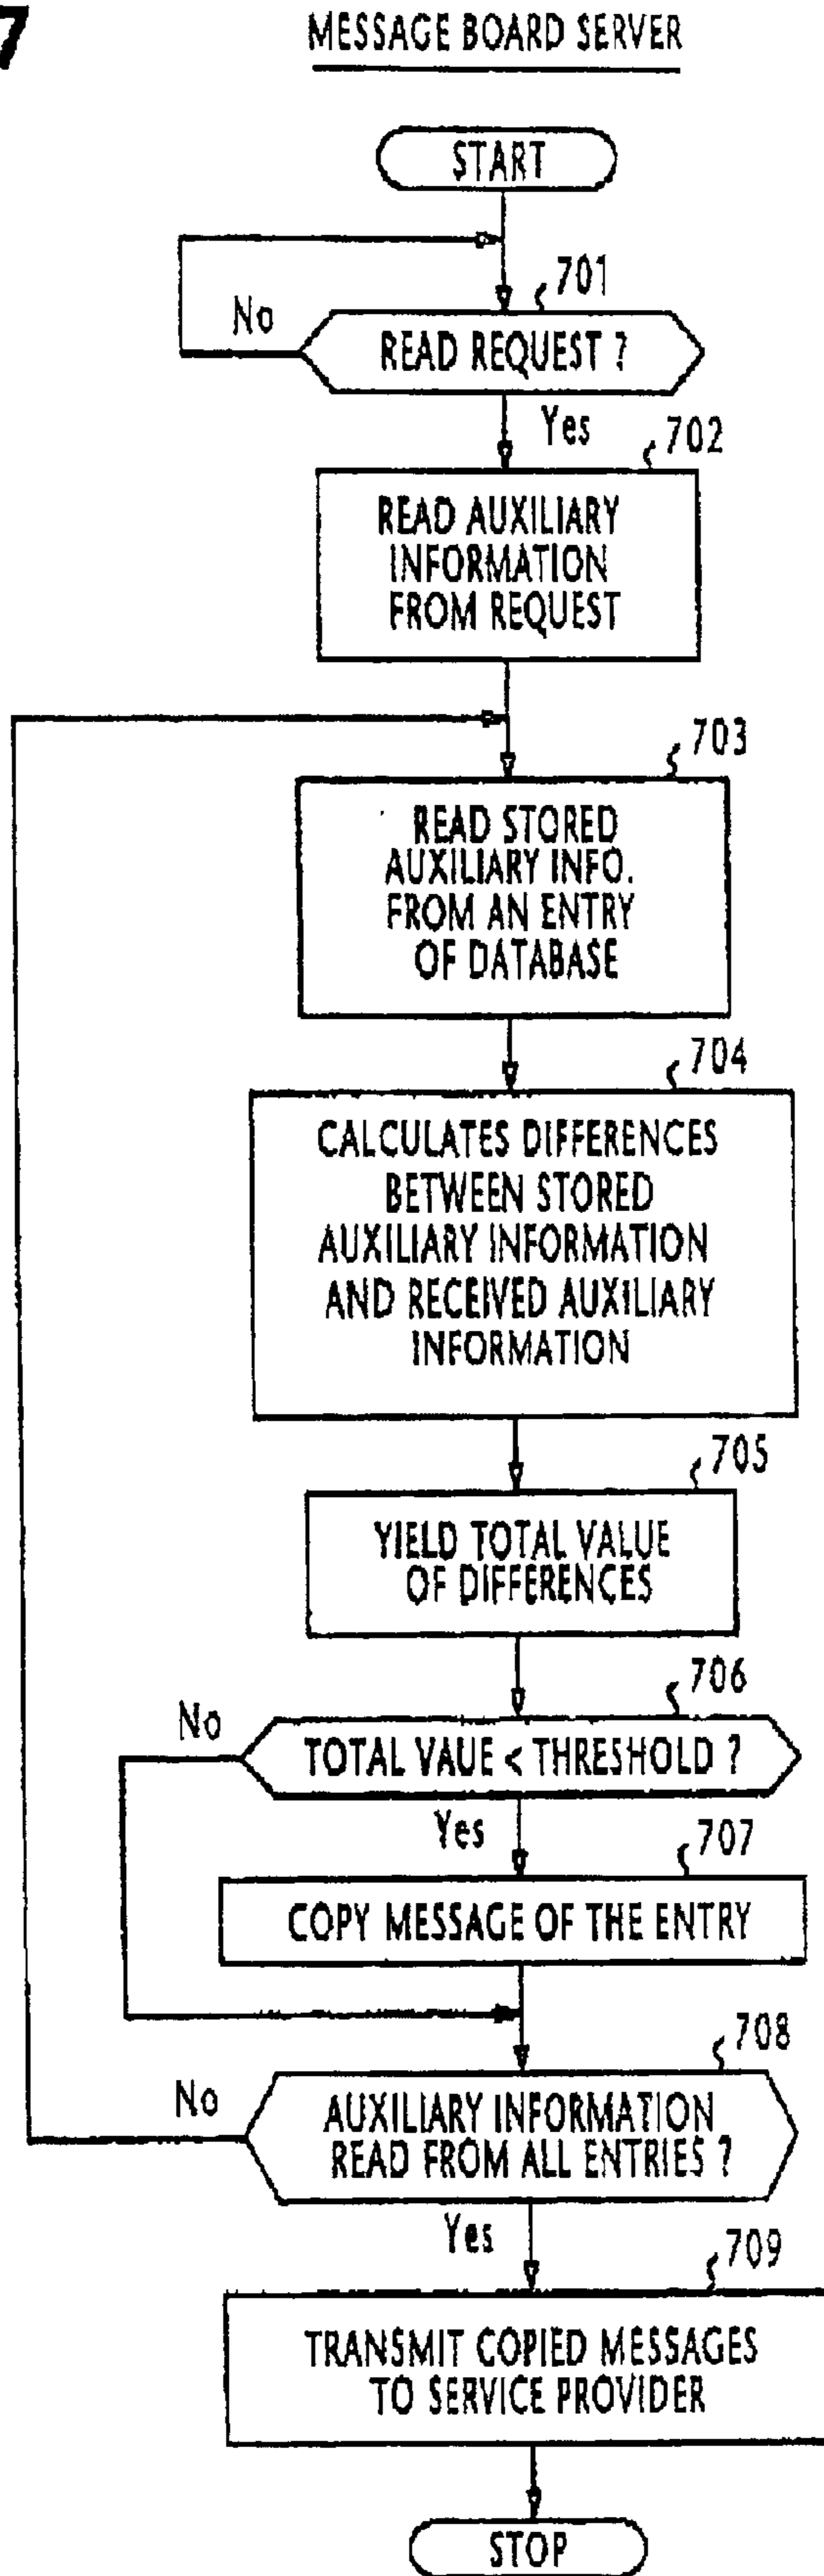 7
MESSAGE BOARD SERVER
START
701
No
READ REQUEST ?
Yes
702
READ AUXILIARY
INFORMATION
FROM REQUEST
703
READ STORED
AUXILIARY INFO.
FROM AN ENTRY
OF DATABASE
704
CALCULATES DIFFERENCES
BETWEEN STORED
AUXILIARY INFORMATION
AND RECEIVED AUXILIARY
INFORMATION
705
YIELD TOTAL VALUE
OF DIFFERENCES
706
No
TOTAL VAUE < THRESHOLD ?
Yes
707
COPY MESSAGE OF THE ENTRY
708
No
AUXILIARY INFORMATION
READ FROM ALL ENTRIES ?
Yes
709
TRANSMIT COPIED MESSAGES
TO SERVICE PROVIDER
STOP